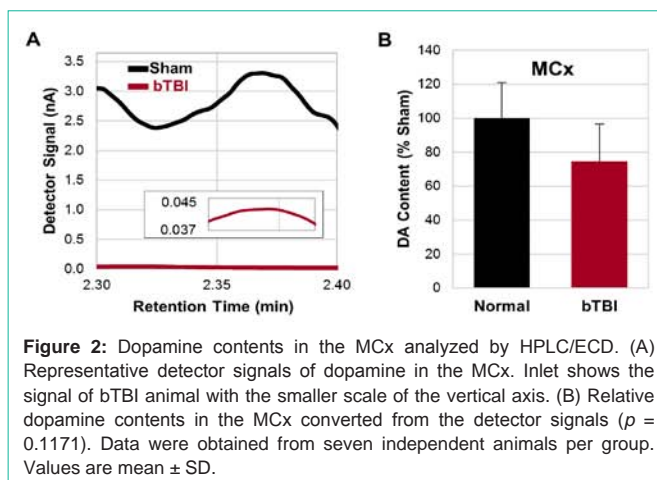 A
Detector Signal (nA)
3.5
3.0
2.5
2.0
1.5
1.0
0.5
0.0
Sham
bTBI
0.045
0.037
2.30 2.35 2.40
Retention Time (min)
B
DA Content (% Sham)
140
120
100
80
60
40
20
0
MCx
Normal bTBI
Figure 2: Dopamine contents in the MCx analyzed by HPLC/ECD. (A)
Representative detector signals of dopamine in the MCx. Inlet shows the
signal of bTBI animal with the smaller scale of the vertical axis. (B) Relative
dopamine contents in the MCx converted from the detector signals (p =
0.1171). Data were obtained from seven independent animals per group.
Values are mean ± SD.